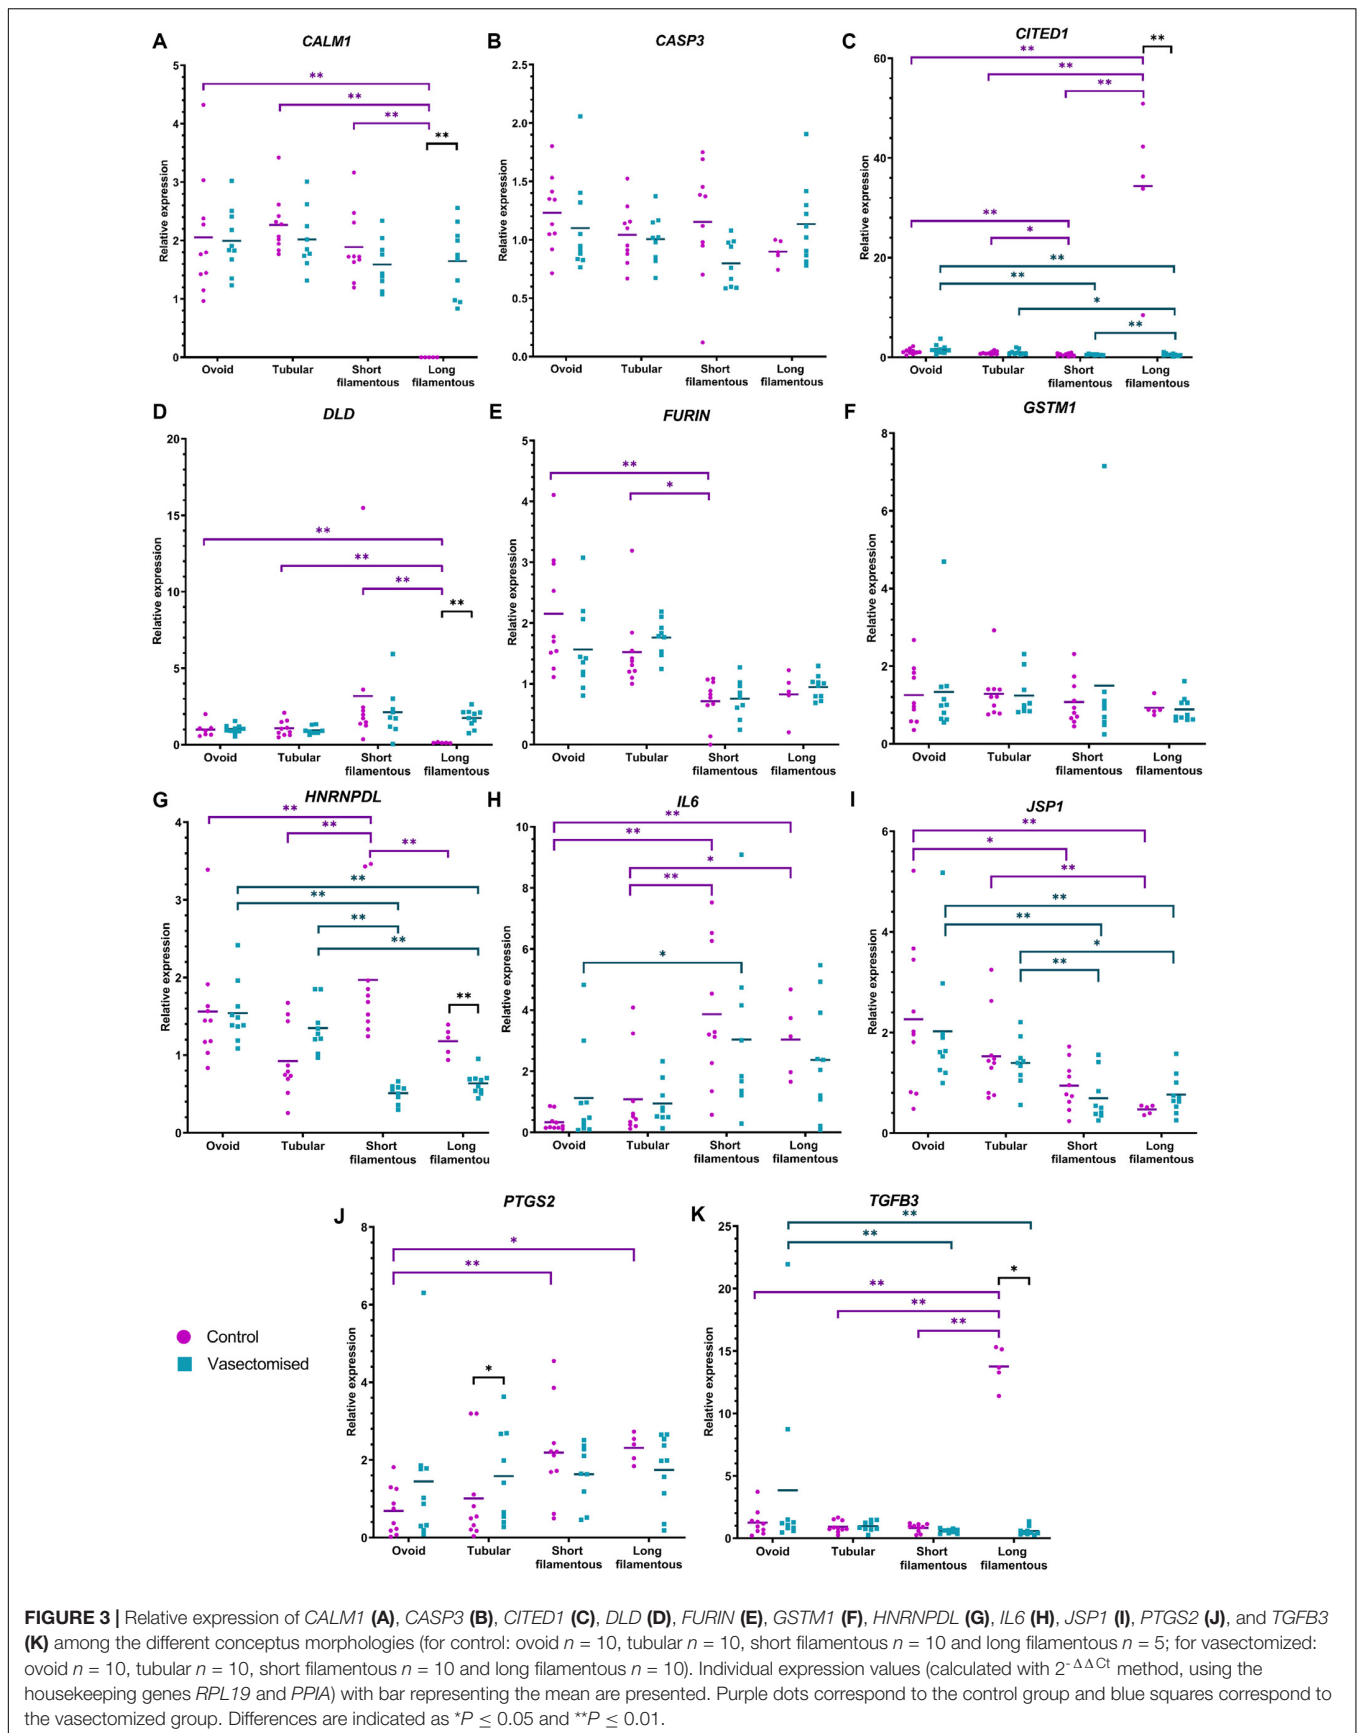 A
CALM1
Relative expression
5
4
3
2
1
0
** ** ** **
Ovoid Tubular Short filamentous Long filamentous
B
CASP3
Relative expression
2.5
2.0
1.5
1.0
0.5
0.0
Ovoid Tubular Short filamentous Long filamentous
C
CITED1
Relative expression
60
40
20
0
** ** ** ** ** * ** ** * **
Ovoid Tubular Short filamentous Long filamentous
D
DLD
Relative expression
20
15
10
5
0
** ** ** **
Ovoid Tubular Short filamentous Long filamentous
E
FURIN
Relative expression
5
4
3
2
1
0
** *
Ovoid Tubular Short filamentous Long filamentous
F
GSTM1
Relative expression
8
6
4
2
0
Ovoid Tubular Short filamentous Long filamentous
G
HNRNPDL
Relative expression
4
3
2
1
0
** ** ** ** ** ** ** **
Ovoid Tubular Short filamentous Long filamentou
H
IL6
Relative expression
10
8
6
4
2
0
** ** * ** *
Ovoid Tubular Short filamentous Long filamentous
I
JSP1
Relative expression
6
4
2
0
** * ** ** ** * **
Ovoid Tubular Short filamentous Long filamentous
J
PTGS2
Relative expression
8
6
4
2
0
* ** *
Ovoid Tubular Short filamentous Long filamentous
K
TGFB3
Relative expression
25
20
15
10
5
0
** ** * ** ** **
Ovoid Tubular Short filamentous Long filamentous
Control
Vasectomised
FIGURE 3 | Relative expression of CALM1 (A), CASP3 (B), CITED1 (C), DLD (D), FURIN (E), GSTM1 (F), HNRNPDL (G), IL6 (H), JSP1 (I), PTGS2 (J), and TGFB3
(K) among the different conceptus morphologies (for control: ovoid n = 10, tubular n = 10, short filamentous n = 10 and long filamentous n = 5; for vasectomized:
ovoid n = 10, tubular n = 10, short filamentous n = 10 and long filamentous n = 10). Individual expression values (calculated with 2-ΔΔCt method, using the
housekeeping genes RPL19 and PPIA) with bar representing the mean are presented. Purple dots correspond to the control group and blue squares correspond to
the vasectomized group. Differences are indicated as *P ≤ 0.05 and **P ≤ 0.01.